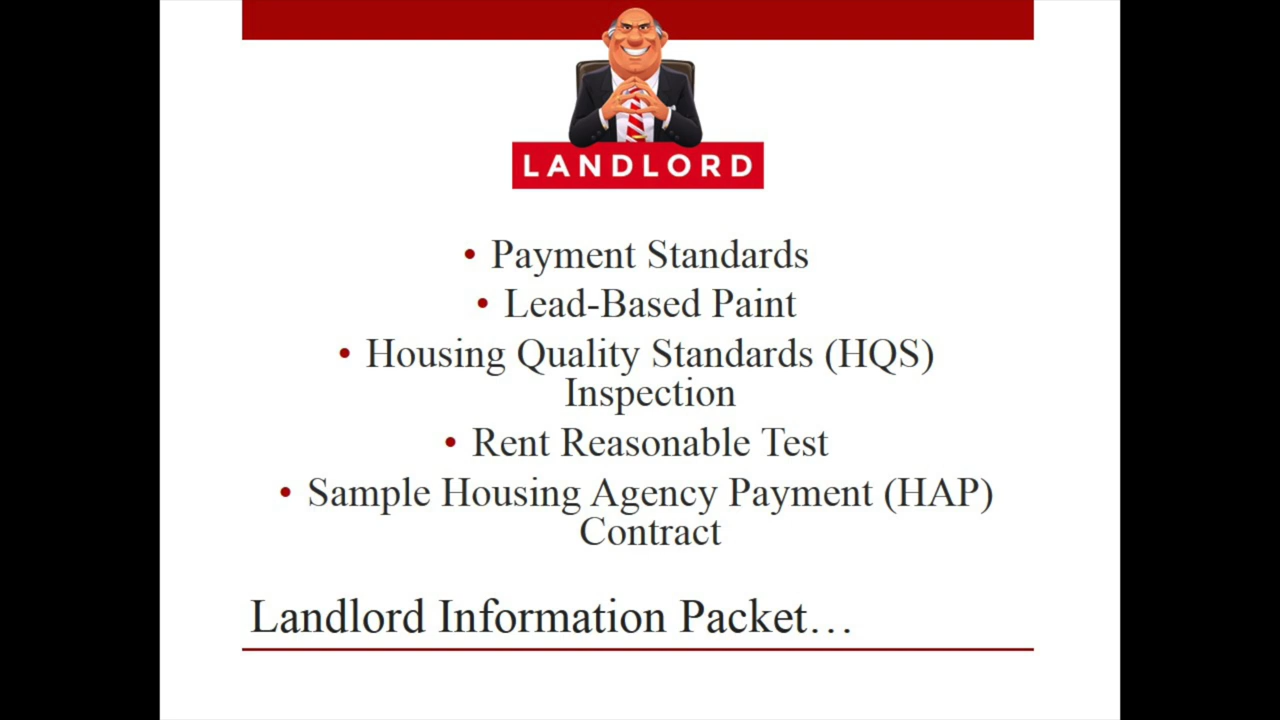 LANDLORD
• Payment Standards
• Lead-Based Paint
• Housing Quality Standards (HQS)
Inspection
• Rent Reasonable Test
• Sample Housing Agency Payment (HAP)
Contract
Landlord Information Packet…